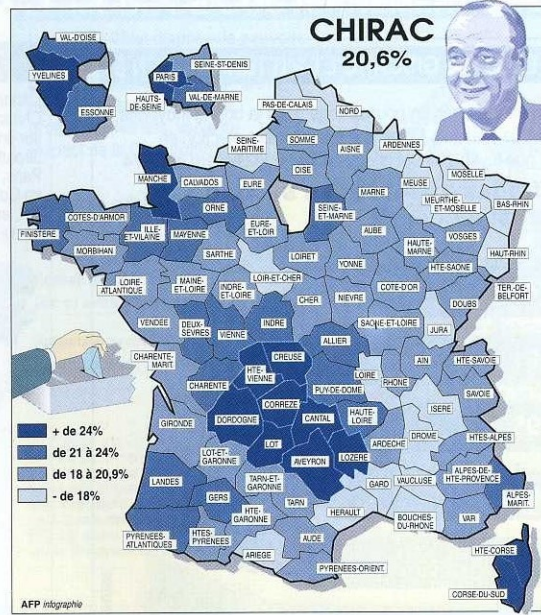 CHIRAC
20,6%
VAL-D'OISE
YVELINES
ESSONNE
SEINE-ST-DENIS
PARIS
HAUTS-
DE-SEINE
VAL-DE-MARNE
PAS-DE-CALAIS
NORD
SEINE-
MARITIME
SOMME
AISNE
ARDENNES
OISE
MANCHE
CALVADOS
EURE
MEUSE
MOSELLE
MEURTHE-
ET-MOSELLE
BAS-RHIN
MARNE
SEINE-
ET-MARNE
ORNE
COTES-D'ARMOR
FINISTERE
ILLE-
ET-VILAINE
MAYENNE
EURE-
ET-LOIR
AUBE
HAUTE-
MARNE
VOSGES
HAUT-RHIN
MORBIHAN
SARTHE
LOIRET
YONNE
HTE-SAONE
TER-DE-
BELFORT
LOIRE-
ATLANTIQUE
MAINE-
ET-LOIRE
INDRE-
ET-LOIRE
LOIR-ET-CHER
CHER
NIEVRE
COTE-D'OR
DOUBS
VENDEE
DEUX-
SEVRES
VIENNE
INDRE
SAONE-ET-LOIRE
JURA
ALLIER
CHARENTE-
MARIT.
CREUSE
HTE-
VIENNE
LOIRE
RHONE
AIN
HTE-SAVOIE
CHARENTE
PUY-DE-DOME
SAVOIE
CORREZE
ISERE
GIRONDE
DORDOGNE
CANTAL
HAUTE-
LOIRE
ARDECHE
DROME
HTES-ALPES
LOT
LOT-ET-
GARONNE
AVEYRON
LOZERE
ALPES-DE-
HTE-PROVENCE
LANDES
TARN-ET-
GARONNE
GARD
VAUCLUSE
ALPES-
MARIT.
GERS
TARN
HERAULT
BOUCHES-
DU-RHONE
VAR
HTE-
GARONNE
PYRENEES-
ATLANTIQUES
HTES-
PYRENEES
AUDE
ARIEGE
PYRENEES-ORIENT.
HTE-CORSE
CORSE-DU-SUD
+ de 24%
de 21 à 24%
de 18 à 20,9%
- de 18%
AFP infographie